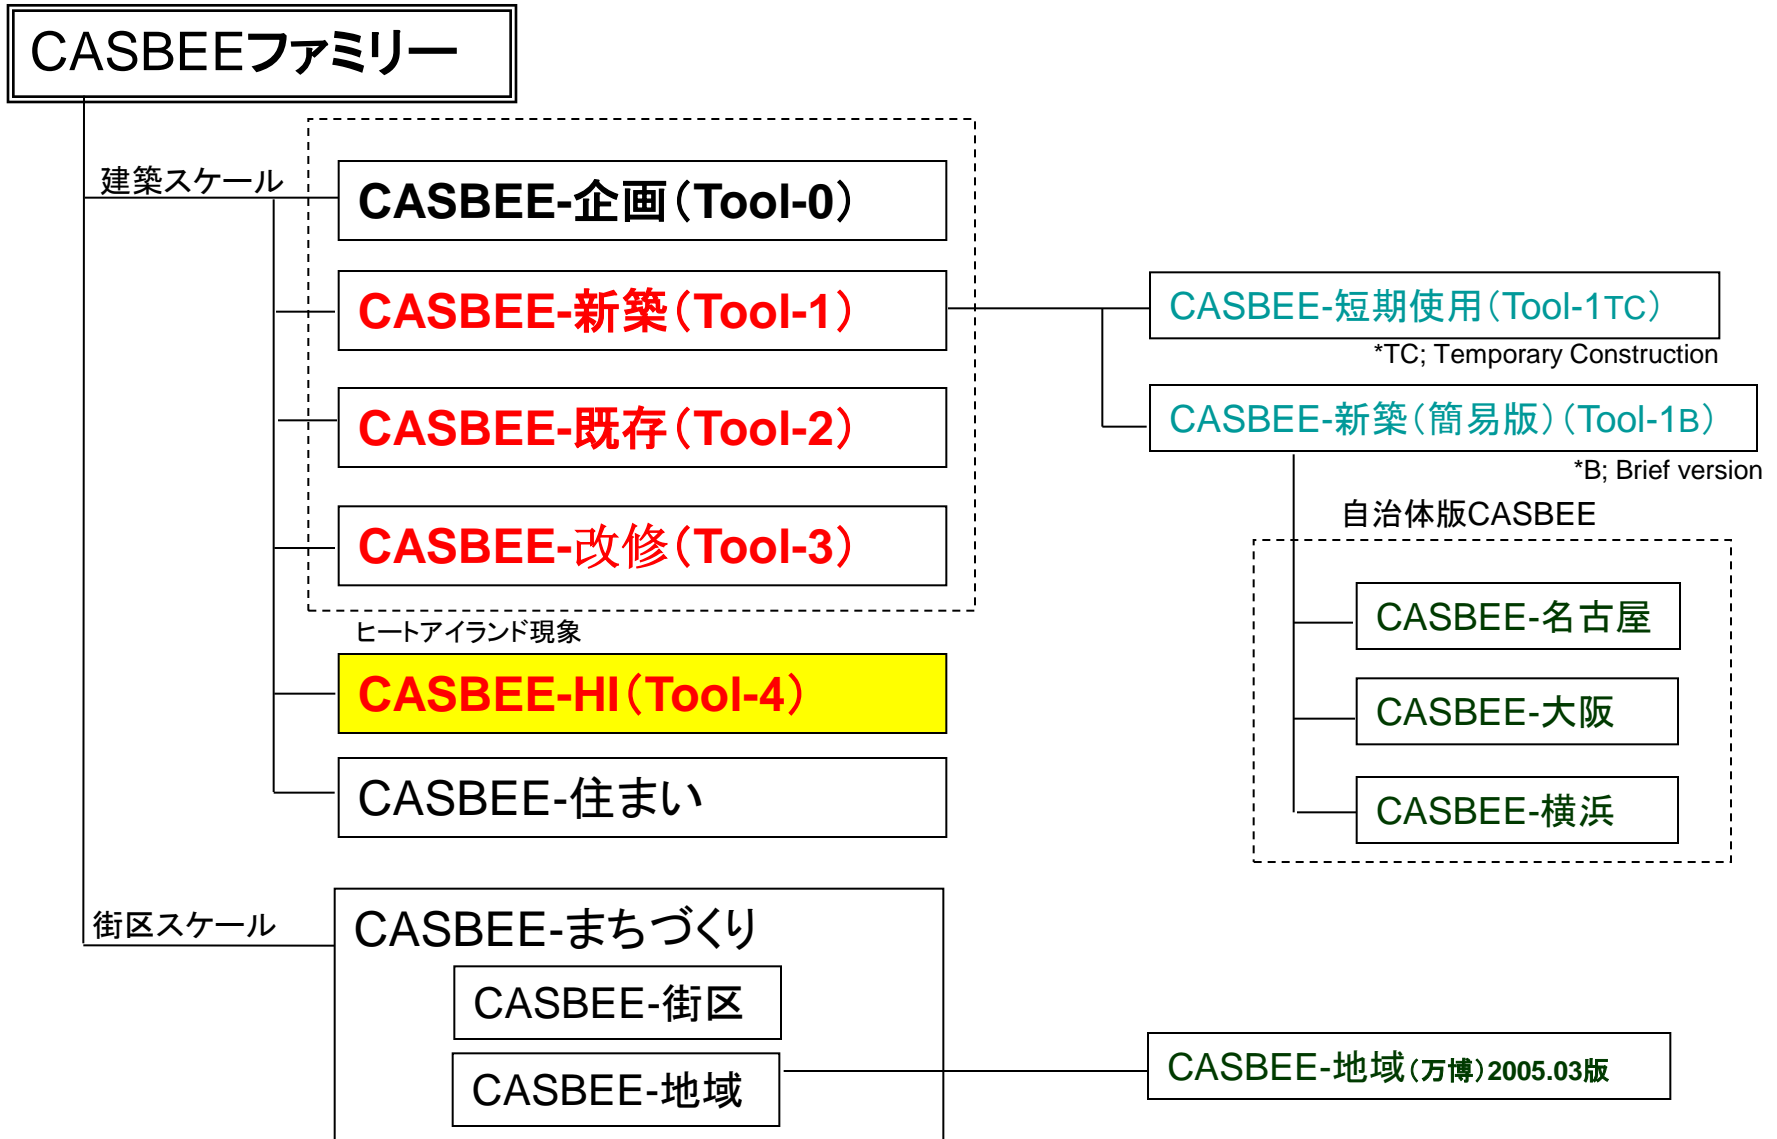 CASBEEファミリー
建築スケール
CASBEE-企画（Tool-0）
CASBEE-新築（Tool-1）
CASBEE-既存（Tool-2）
CASBEE-改修（Tool-3）
ヒートアイランド現象
CASBEE-HI（Tool-4）
CASBEE-住まい
CASBEE-短期使用（Tool-1TC）
*TC; Temporary Construction
CASBEE-新築（簡易版）（Tool-1B）
*B; Brief version
自治体版CASBEE
CASBEE-名古屋
CASBEE-大阪
CASBEE-横浜
街区スケール
CASBEE-まちづくり
CASBEE-街区
CASBEE-地域
CASBEE-地域（万博）2005.03版